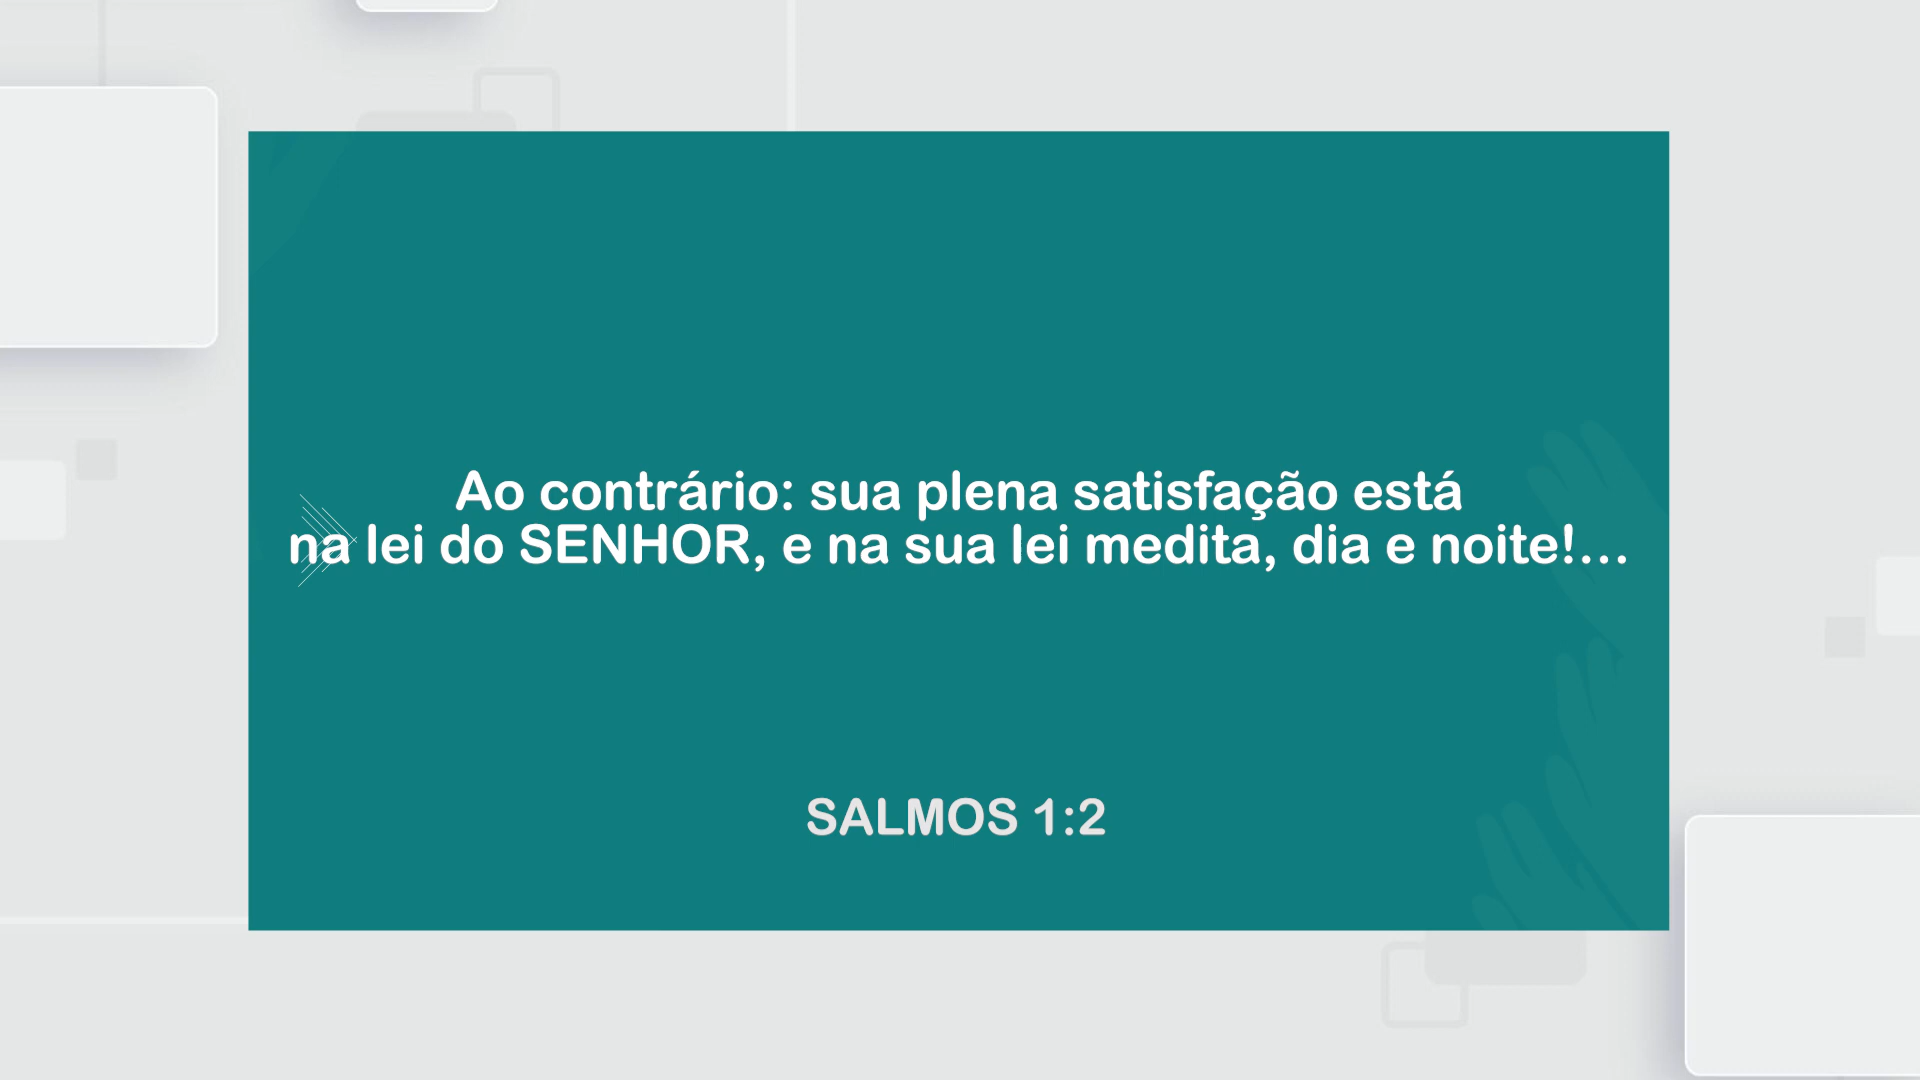 Ao contrário: sua plena satisfação está
na lei do SENHOR, e na sua lei medita, dia e noite!...
SALMOS 1:2